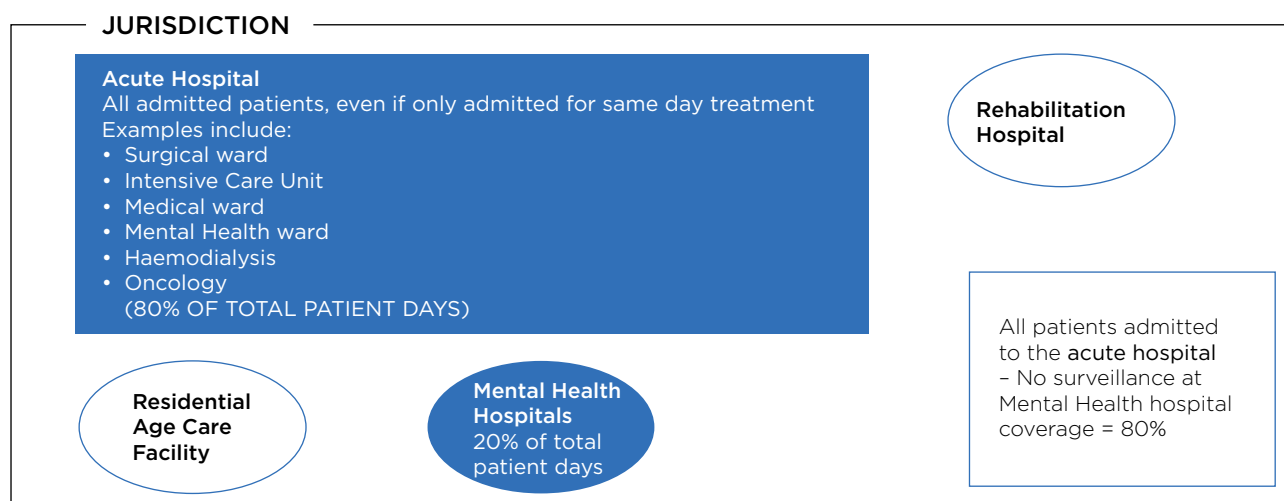 JURISDICTION
Acute Hospital
All admitted patients, even if only admitted for same day treatment
Examples include:
• Surgical ward
• Intensive Care Unit
• Medical ward
• Mental Health ward
• Haemodialysis
• Oncology
(80% OF TOTAL PATIENT DAYS)
Rehabilitation
Hospital
Residential
Age Care
Facility
Mental Health
Hospitals
20% of total
patient days
All patients admitted
to the acute hospital
– No surveillance at
Mental Health hospital
coverage = 80%